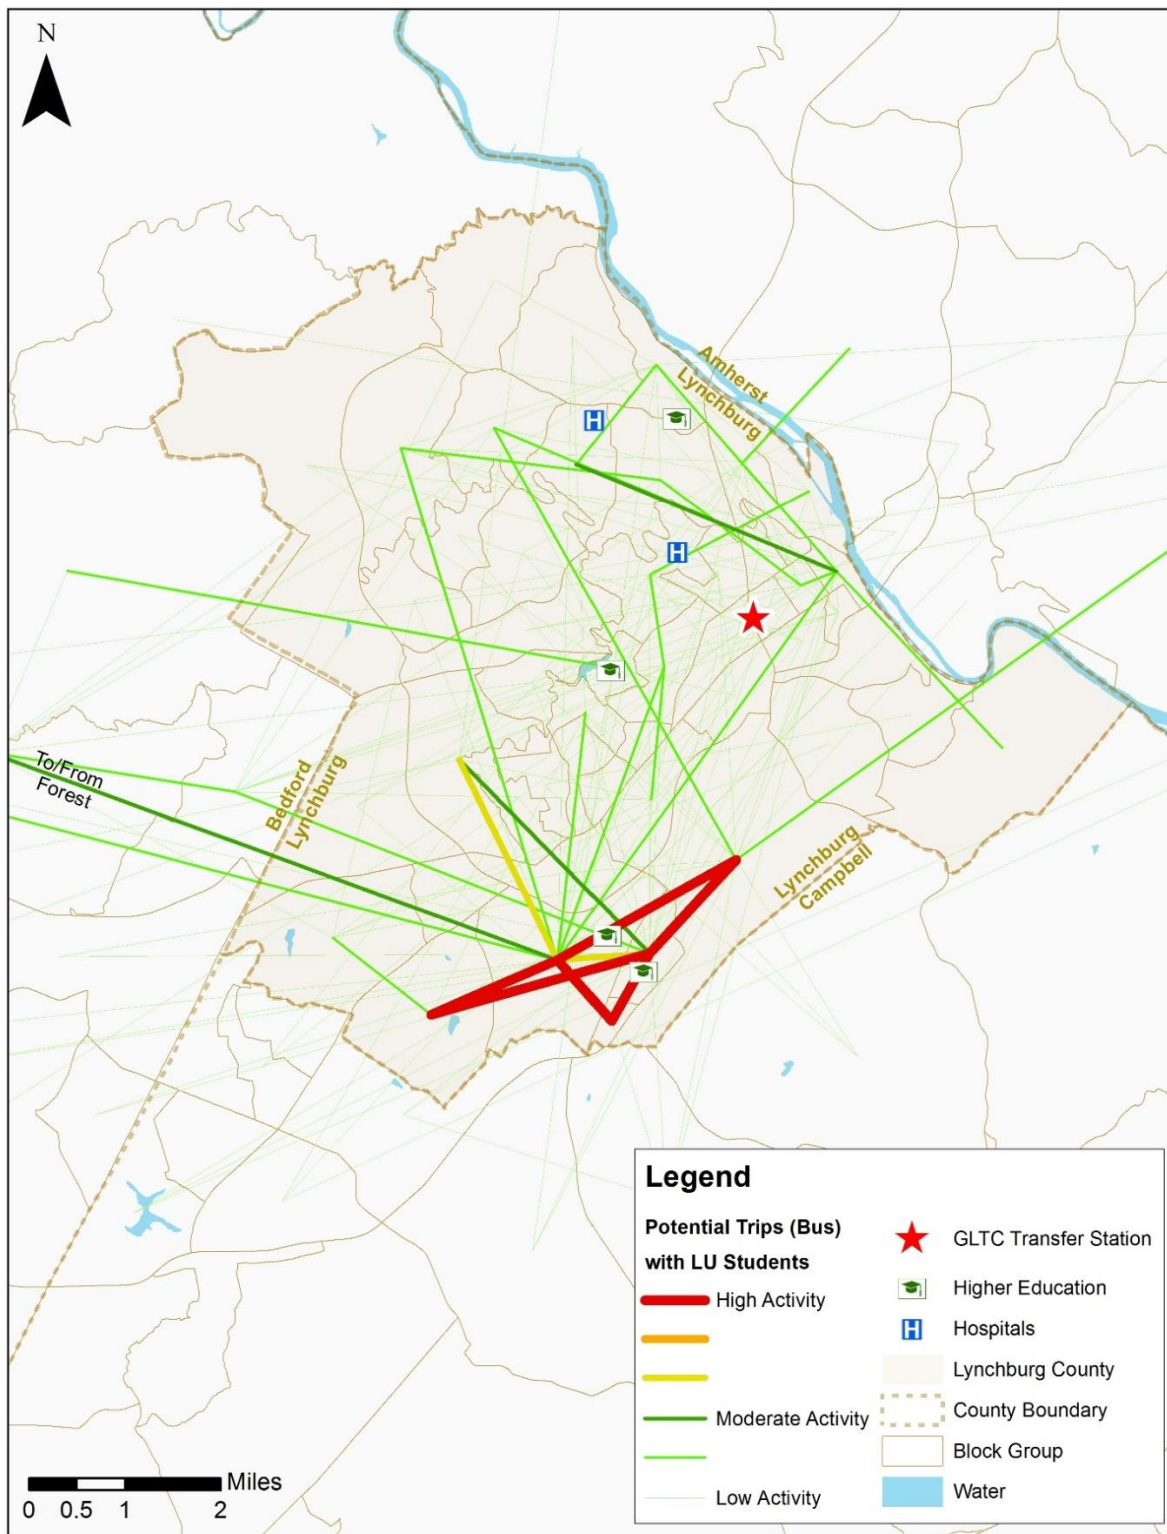 N
Amherst
Lynchburg
H
H
To/From
Forest
Bedford
Lynchburg
Lynchburg
Campbell
Miles
0 0.5 1 2
Legend
Potential Trips (Bus)
with LU Students
High Activity
Moderate Activity
Low Activity
GLTC Transfer Station
Higher Education
H Hospitals
Lynchburg County
County Boundary
Block Group
Water